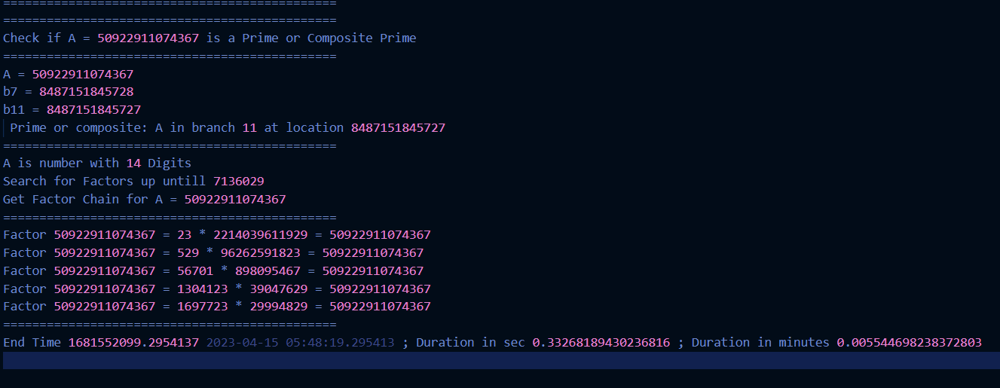 ==============================================
==============================================
Check if A = 50922911074367 is a Prime or Composite Prime
==============================================
A = 50922911074367
b7 = 8487151845728
b11 = 8487151845727
Prime or composite: A in branch 11 at location 8487151845727
==============================================
A is number with 14 Digits
Search for Factors up untill 7136029
Get Factor Chain for A = 50922911074367
==============================================
Factor 50922911074367 = 23 * 2214039611929 = 50922911074367
Factor 50922911074367 = 529 * 96262591823 = 50922911074367
Factor 50922911074367 = 56701 * 898095467 = 50922911074367
Factor 50922911074367 = 1304123 * 39047629 = 50922911074367
Factor 50922911074367 = 1697723 * 29994829 = 50922911074367
==============================================
End Time 1681552099.2954137 2023-04-15 05:48:19.295413 ; Duration in sec 0.33268189430236816 ; Duration in minutes 0.005544698238372803